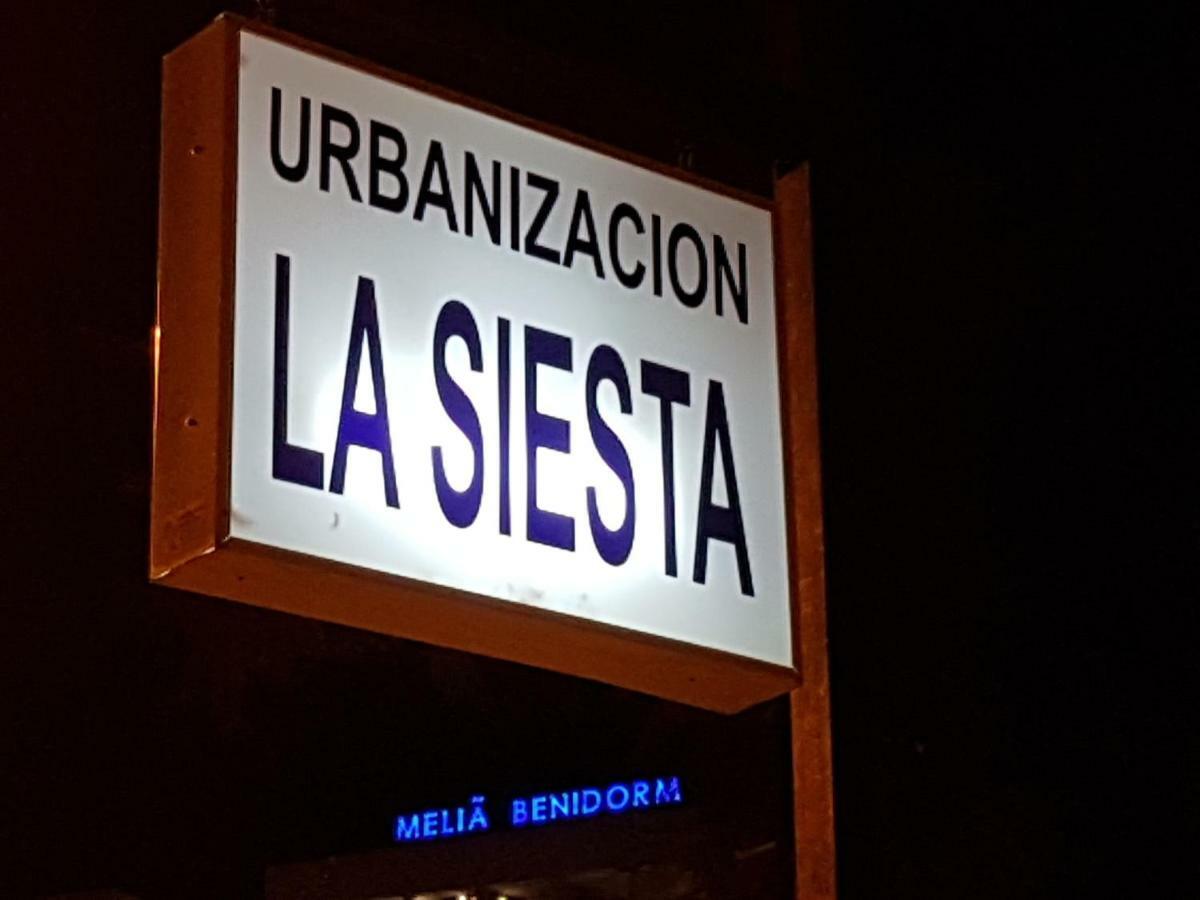 URBANIZACION
LA SIESTA
MELIÃ BENIDORM